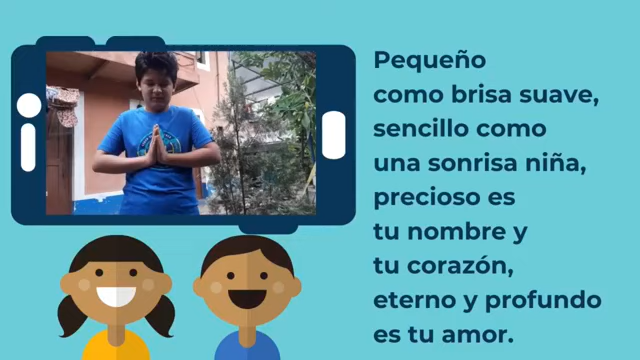 Pequeño
como brisa suave,
sencillo como
una sonrisa niña,
precioso es
tu nombre y
tu corazón,
eterno y profundo
es tu amor.